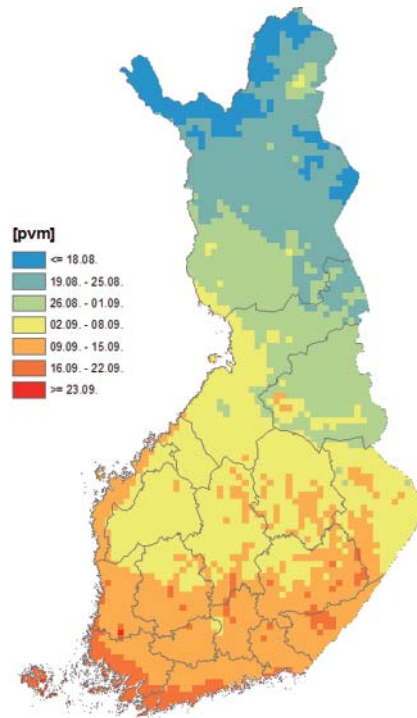 [pvm]
<= 18.08.
19.08. - 25.08.
26.08. - 01.09.
02.09. - 08.09.
09.09. - 15.09.
16.09. - 22.09.
>= 23.09.